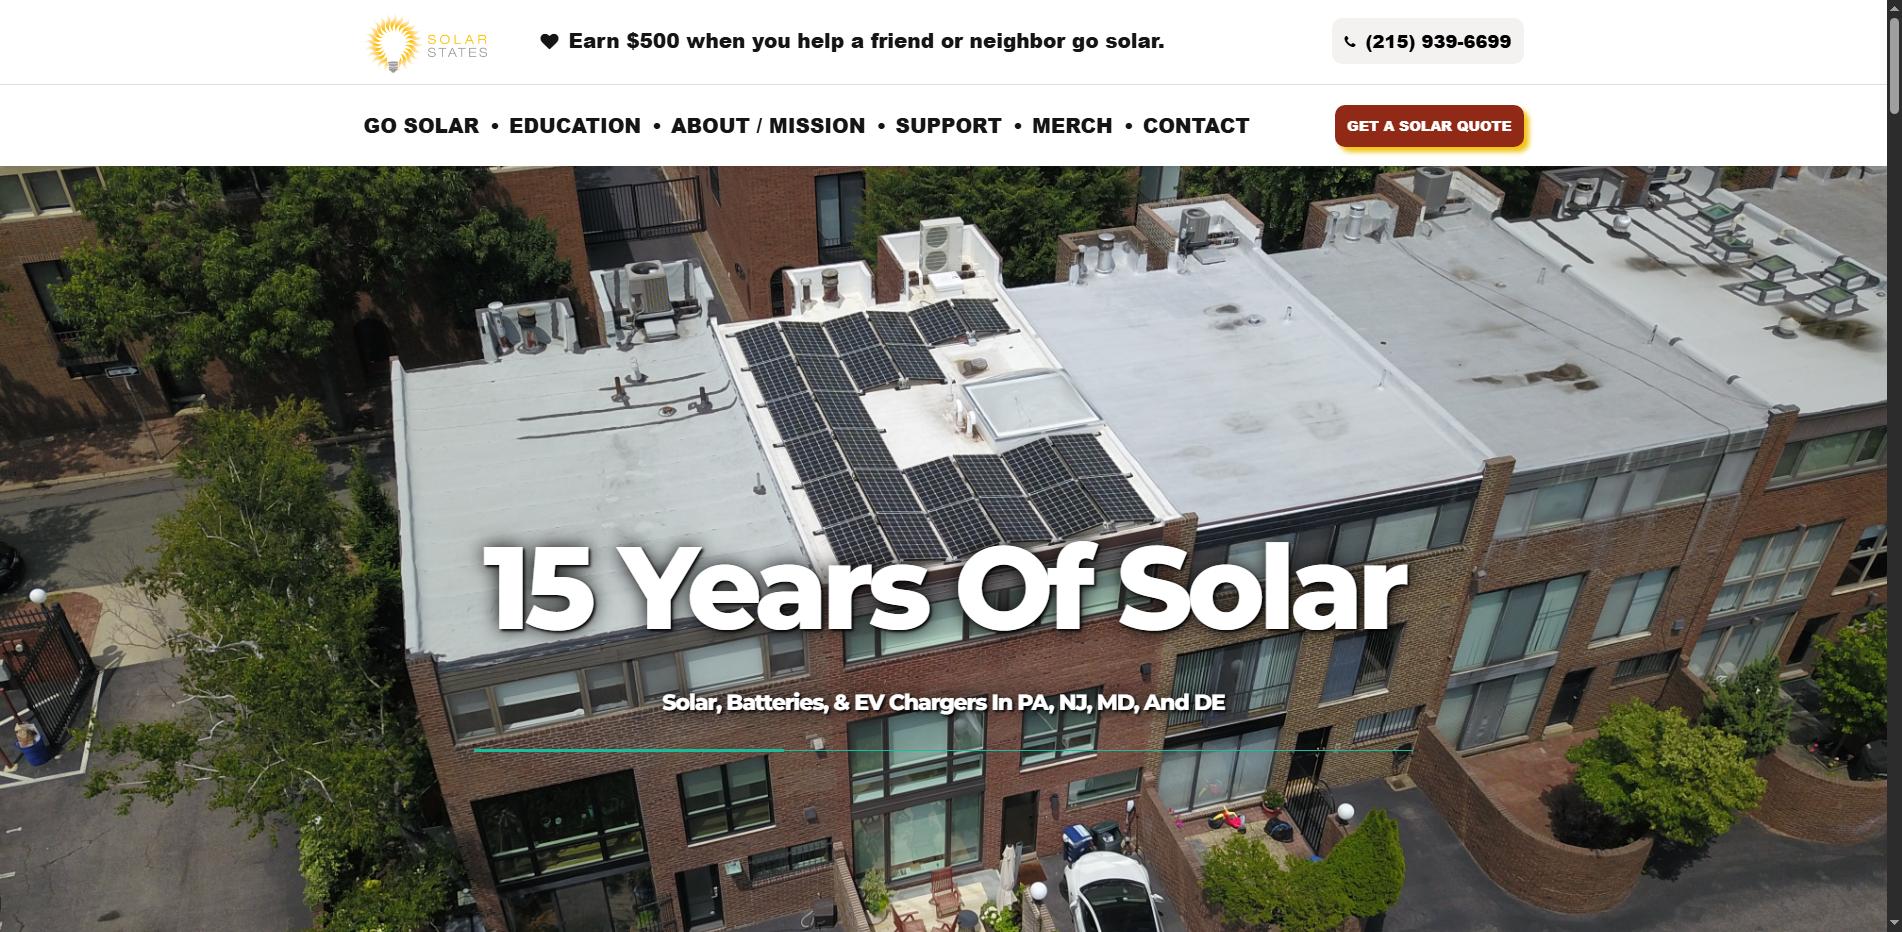 SOLAR
STATES
Earn $500 when you help a friend or neighbor go solar.
(215) 939-6699
GO SOLAR • EDUCATION • ABOUT / MISSION • SUPPORT • MERCH • CONTACT
GET A SOLAR QUOTE
15 Years Of Solar
Solar, Batteries, & EV Chargers In PA, NJ, MD, And DE